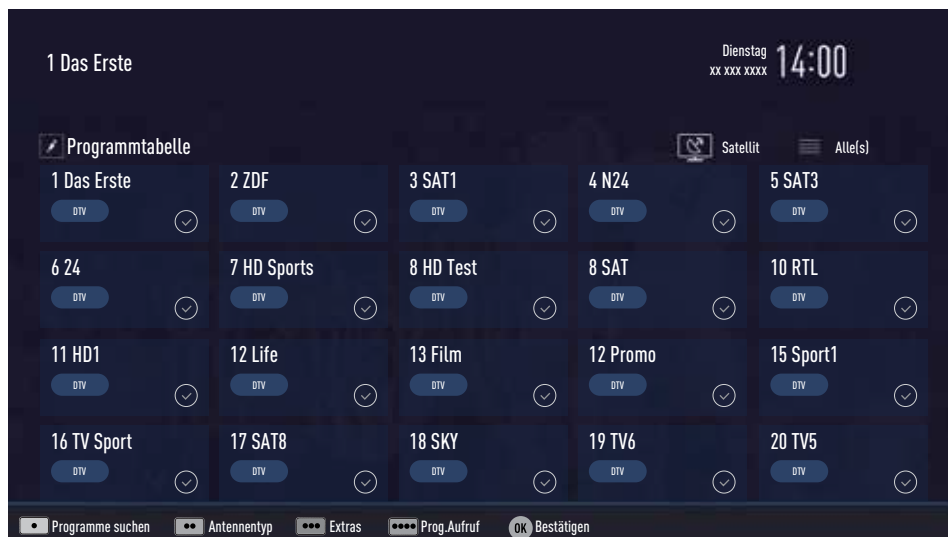 1 Das Erste
Dienstag
xx xxx xxxx
14:00
Programmtabelle
Satellit
Alle(s)
1 Das Erste
2 ZDF
3 SAT1
4 N24
5 SAT3
DTV
DTV
DTV
DTV
DTV
6 24
7 HD Sports
8 HD Test
8 SAT
10 RTL
DTV
DTV
DTV
DTV
DTV
11 HD1
12 Life
13 Film
12 Promo
15 Sport1
DTV
DTV
DTV
DTV
DTV
16 TV Sport
17 SAT8
18 SKY
19 TV6
20 TV5
DTV
DTV
DTV
DTV
DTV
Programme suchen
Antennentyp
Extras
Prog.Aufruf
OK Bestätigen